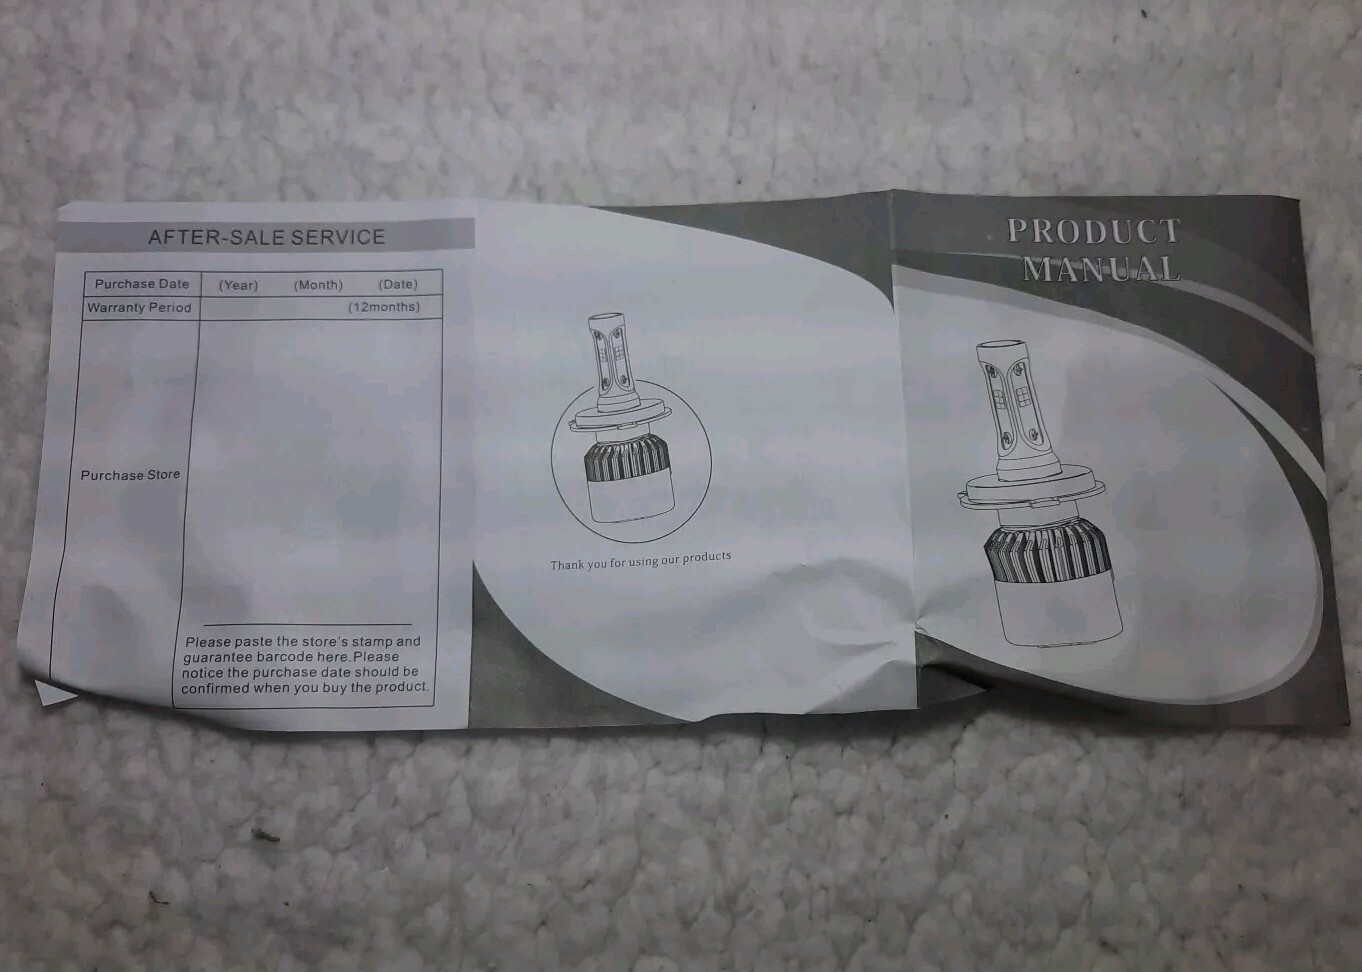 AFTER-SALE SERVICE
Purchase Date (Year) (Month) (Date)
Warranty Period (12months)
Purchase Store
Please paste the store's stamp and
guarantee barcode here.Please
notice the purchase date should be
confirmed when you buy the product.
Thank you for using our products
PRODUCT
MANUAL